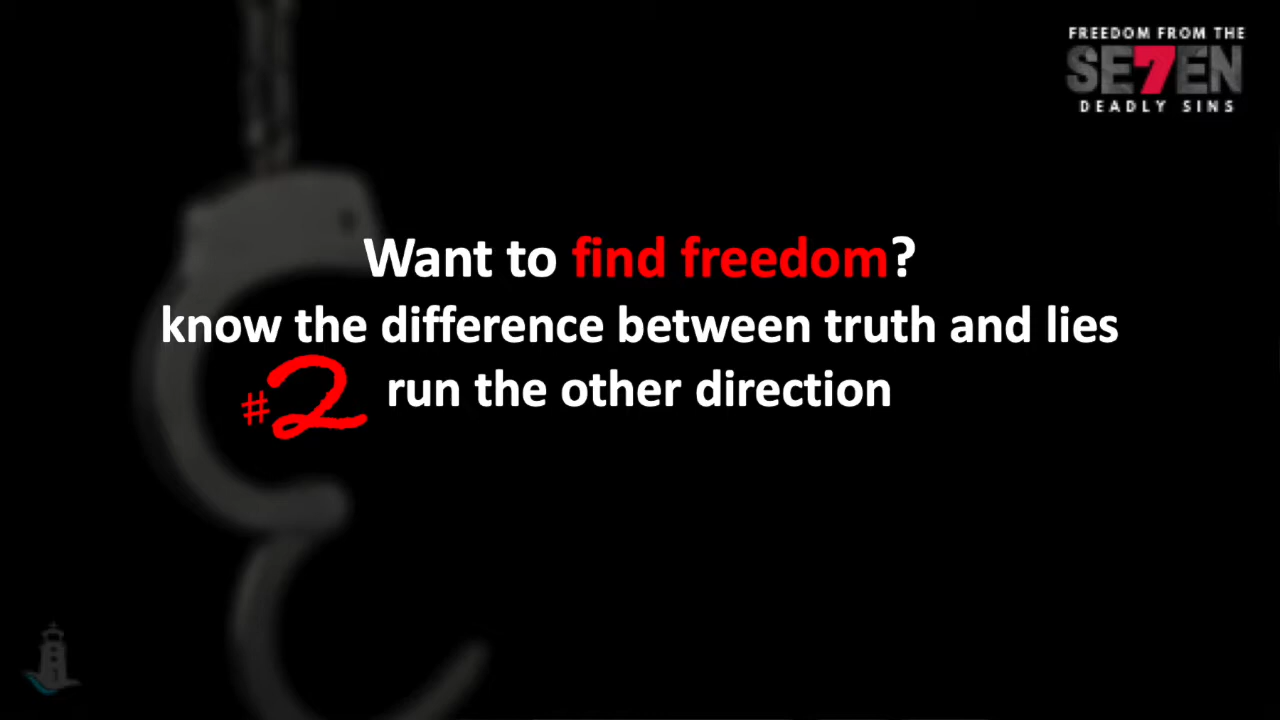 FREEDOM FROM THE
SE7EN
DEADLY SINS
Want to find freedom?
know the difference between truth and lies
#2 run the other direction